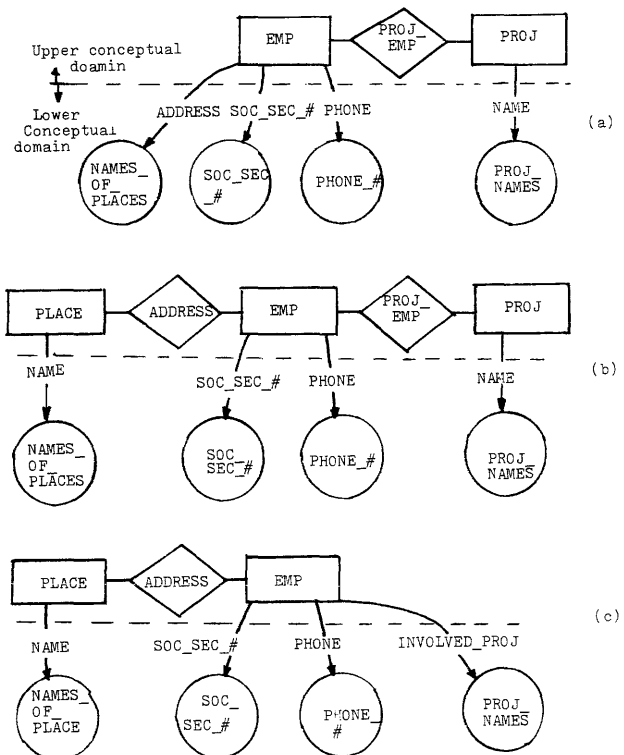 EMP
PROJ_
EMP
PROJ
Upper conceptual
doamin
Lower
Conceptual
domain
ADDRESS SOC_SEC_# PHONE
NAME
(a)
NAMES_
OF_
PLACES
SOC_SEC
_#
PHONE_#
PROJ_
NAMES
PLACE
ADDRESS
EMP
PROJ_
EMP
PROJ
NAME
SOC_SEC_#
PHONE
NAME
(b)
NAMES_
OF_
PLACES
SOC_
SEC_#
PHONE_#
PROJ_
NAMES
PLACE
ADDRESS
EMP
(c)
NAME
SOC_SEC_#
PHONE
INVOLVED_PROJ
NAMES_
OF_
PLACE
SOC_
SEC_#
PHONE_
#
PROJ_
NAMES